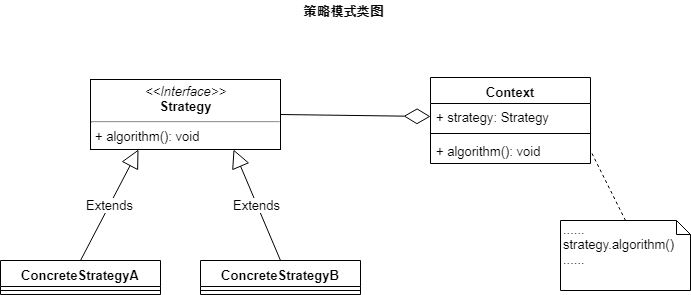 策略模式类图
<<Interface>>
Strategy
+ algorithm(): void
Context
+ strategy: Strategy
+ algorithm(): void
Extends
Extends
......
strategy.algorithm()
......
ConcreteStrategyA
ConcreteStrategyB